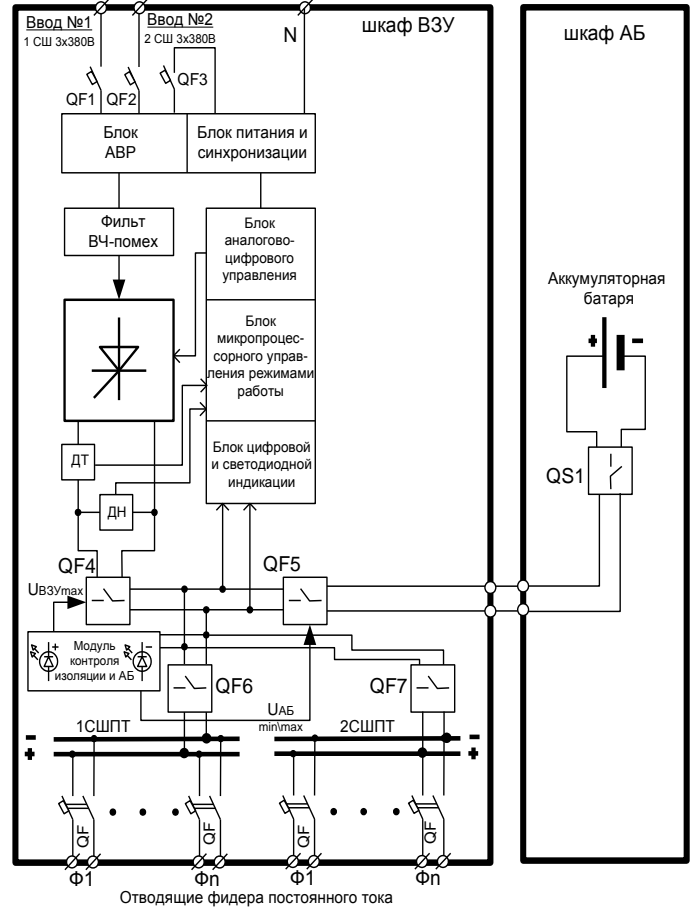 Ввод №1
1 СШ 3х380В
Ввод №2
2 СШ 3х380В
N
шкаф ВЗУ
шкаф АБ
QF1
QF2
QF3
Блок
АВР
Блок питания и
синхронизации
Фильт
ВЧ-помех
Блок
аналогово-
цифрового
управления
Блок
микропроцес-
сорного управ-
ления режимами
работы
Блок цифровой
и светодиодной
индикации
ДТ
ДН
Аккумуляторная
батаря
+
-
QS1
QF4
QF5
UВЗУmax
+
-
Модуль
контроля
изоляции и АБ
QF6
QF7
UАБ
min\max
1СШПТ
2СШПТ
-
+
-
+
QF
QF
QF
QF
Ф1
Фn
Ф1
Фn
Отводящие фидера постоянного тока